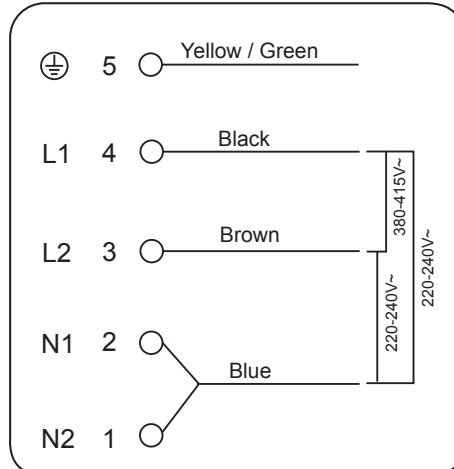 5 Yellow / Green
L1 4 Black
380-415V~
L2 3 Brown
220-240V~
220-240V~
N1 2
Blue
N2 1